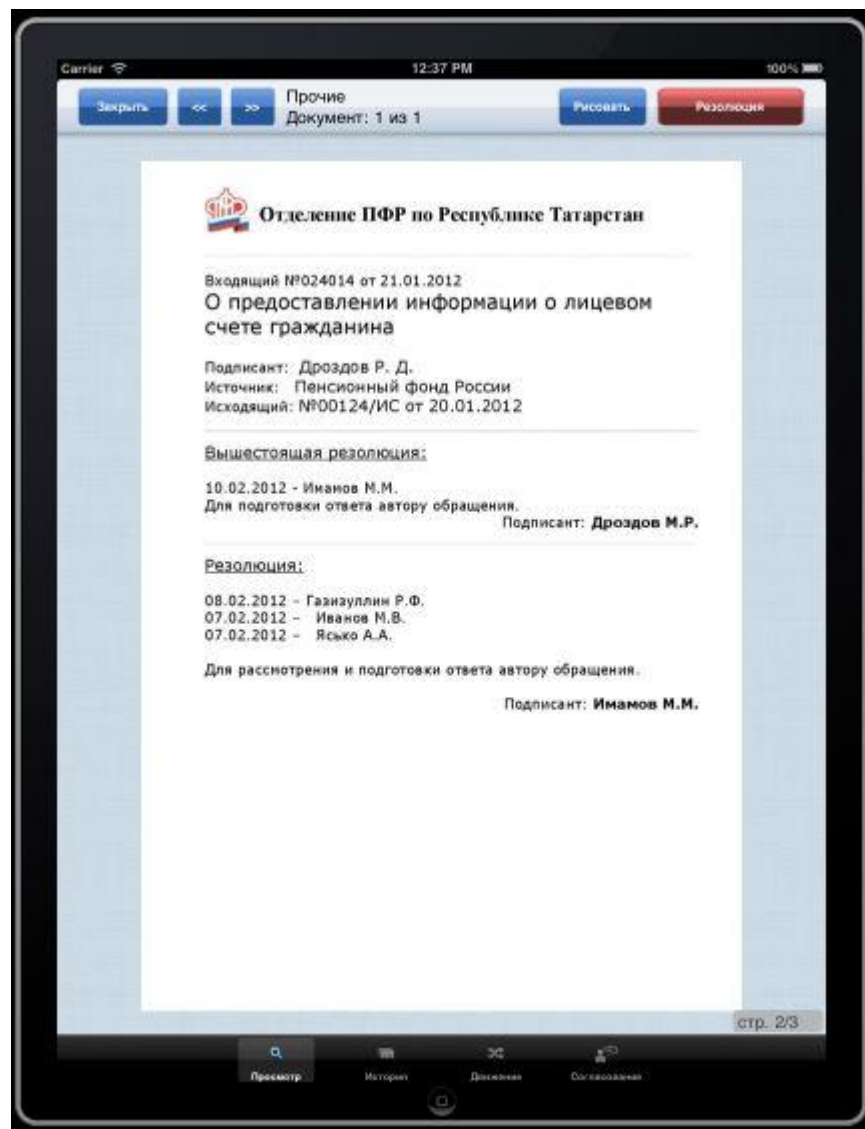 Carrier 12:37 PM 100%
Закрыть << >> Прочие Рисовать Резолюция
Документ: 1 из 1
Отделение ПФР по Республике Татарстан
Входящий №024014 от 21.01.2012
О предоставлении информации о лицевом
счете гражданина
Подписант: Дроздов Р. Д.
Источник: Пенсионный фонд России
Исходящий: №00124/ИС от 20.01.2012
Вышестоящая резолюция:
10.02.2012 - Иманов М.М.
Для подготовки ответа автору обращения.
Подписант: Дроздов М.Р.
Резолюция:
08.02.2012 – Газизуллин Р.Ф.
07.02.2012 – Иванов М.В.
07.02.2012 – Ясько А.А.
Для рассмотрения и подготовки ответа автору обращения.
Подписант: Имамов М.М.
стр. 2/3
Просмотр История Движение Согласование